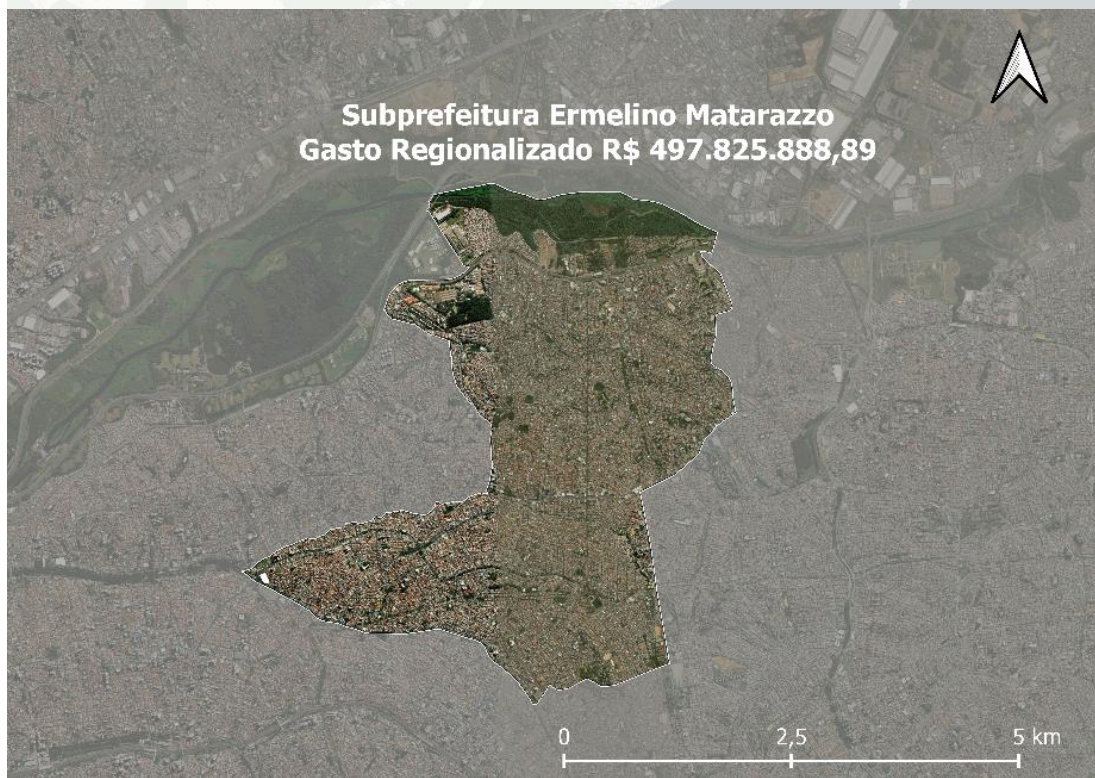 Subprefeitura Ermelino Matarazzo
Gasto Regionalizado R$ 497.825.888,89
0 2,5 5 km